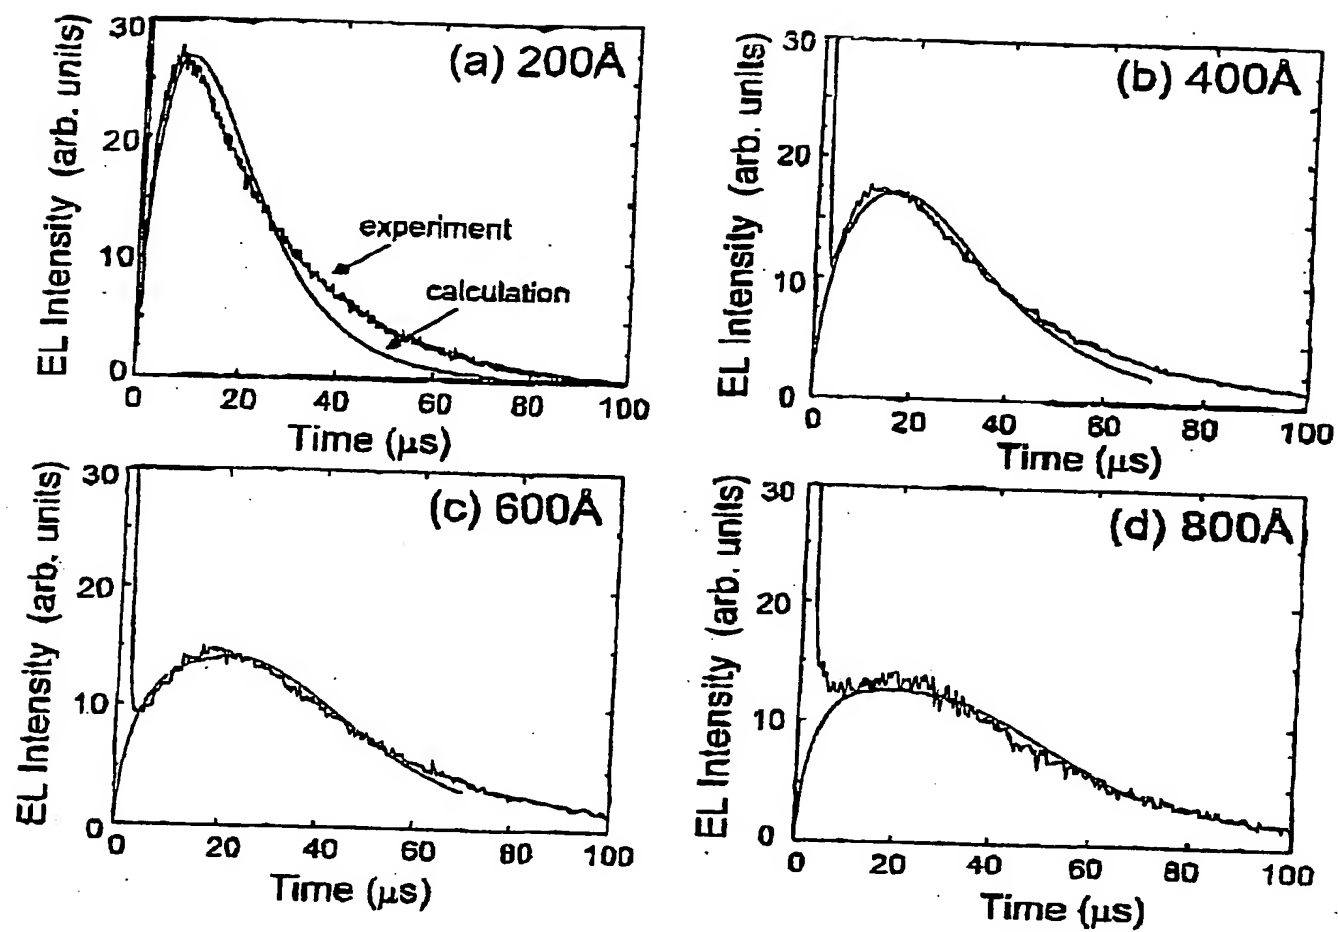 (a) 200Å
EL Intensity (arb. units)
30
20
10
0
experiment
calculation
0 20 40 60 80 100
Time (μs)
(b) 400Å
EL Intensity (arb. units)
30
20
10
0
0 20 40 60 80 100
Time (μs)
(c) 600Å
EL Intensity (arb. units)
30
20
10
0
0 20 40 60 80 100
Time (μs)
(d) 800Å
EL Intensity (arb. units)
30
20
10
0
0 20 40 60 80 100
Time (μs)